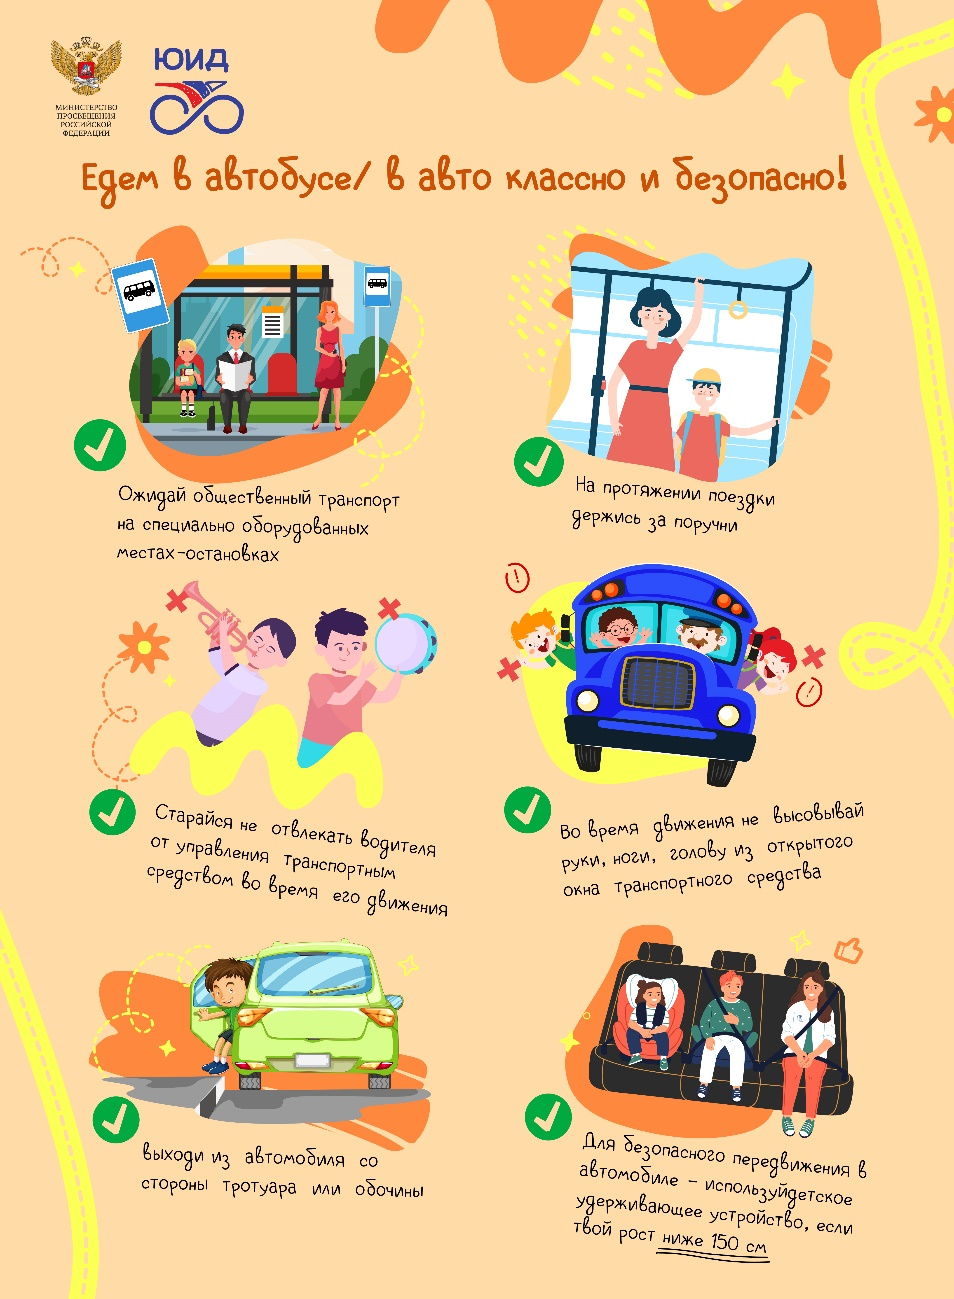 МИНИСТЕРСТВО
ПРОСВЕЩЕНИЯ
РОССИЙСКОЙ
ФЕДЕРАЦИИ
ЮИД
Едем в автобусе/ в авто классно и безопасно!
Ожидай общественный транспорт
на специально оборудованных
местах-остановках
На протяжении поездки
держись за поручни
Старайся не отвлекать водителя
от управления транспортным
средством во время его движения
Во время движения не высовывай
руки, ноги, голову из открытого
окна транспортного средства
выходи из автомобиля со
стороны тротуара или обочины
Для безопасного передвижения в
автомобиле - используйдетское
удерживающее устройство, если
твой рост ниже 150 см